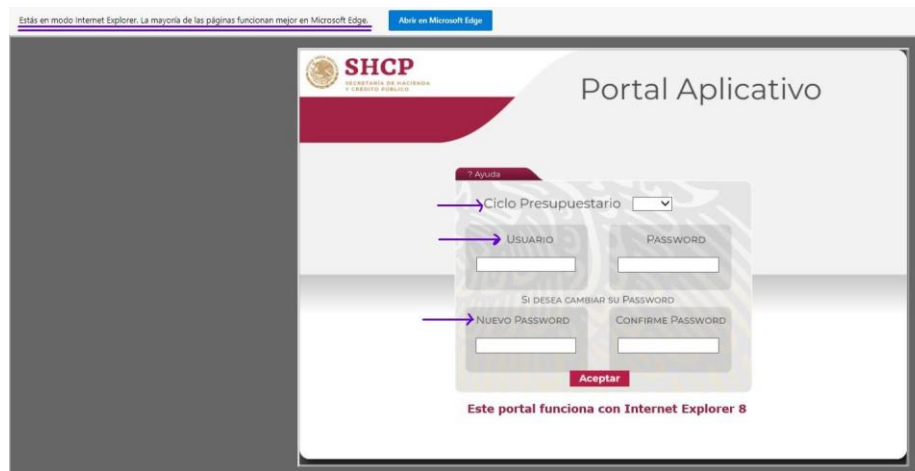 Estás en modo Internet Explorer. La mayoría de las páginas funcionan mejor en Microsoft Edge.
Abrir en Microsoft Edge
SHCP
SECRETARÍA DE HACIENDA
Y CRÉDITO PÚBLICO
Portal Aplicativo
? Ayuda
Ciclo Presupuestario
USUARIO
PASSWORD
SI DESEA CAMBIAR SU PASSWORD
NUEVO PASSWORD
CONFIRME PASSWORD
Aceptar
Este portal funciona con Internet Explorer 8